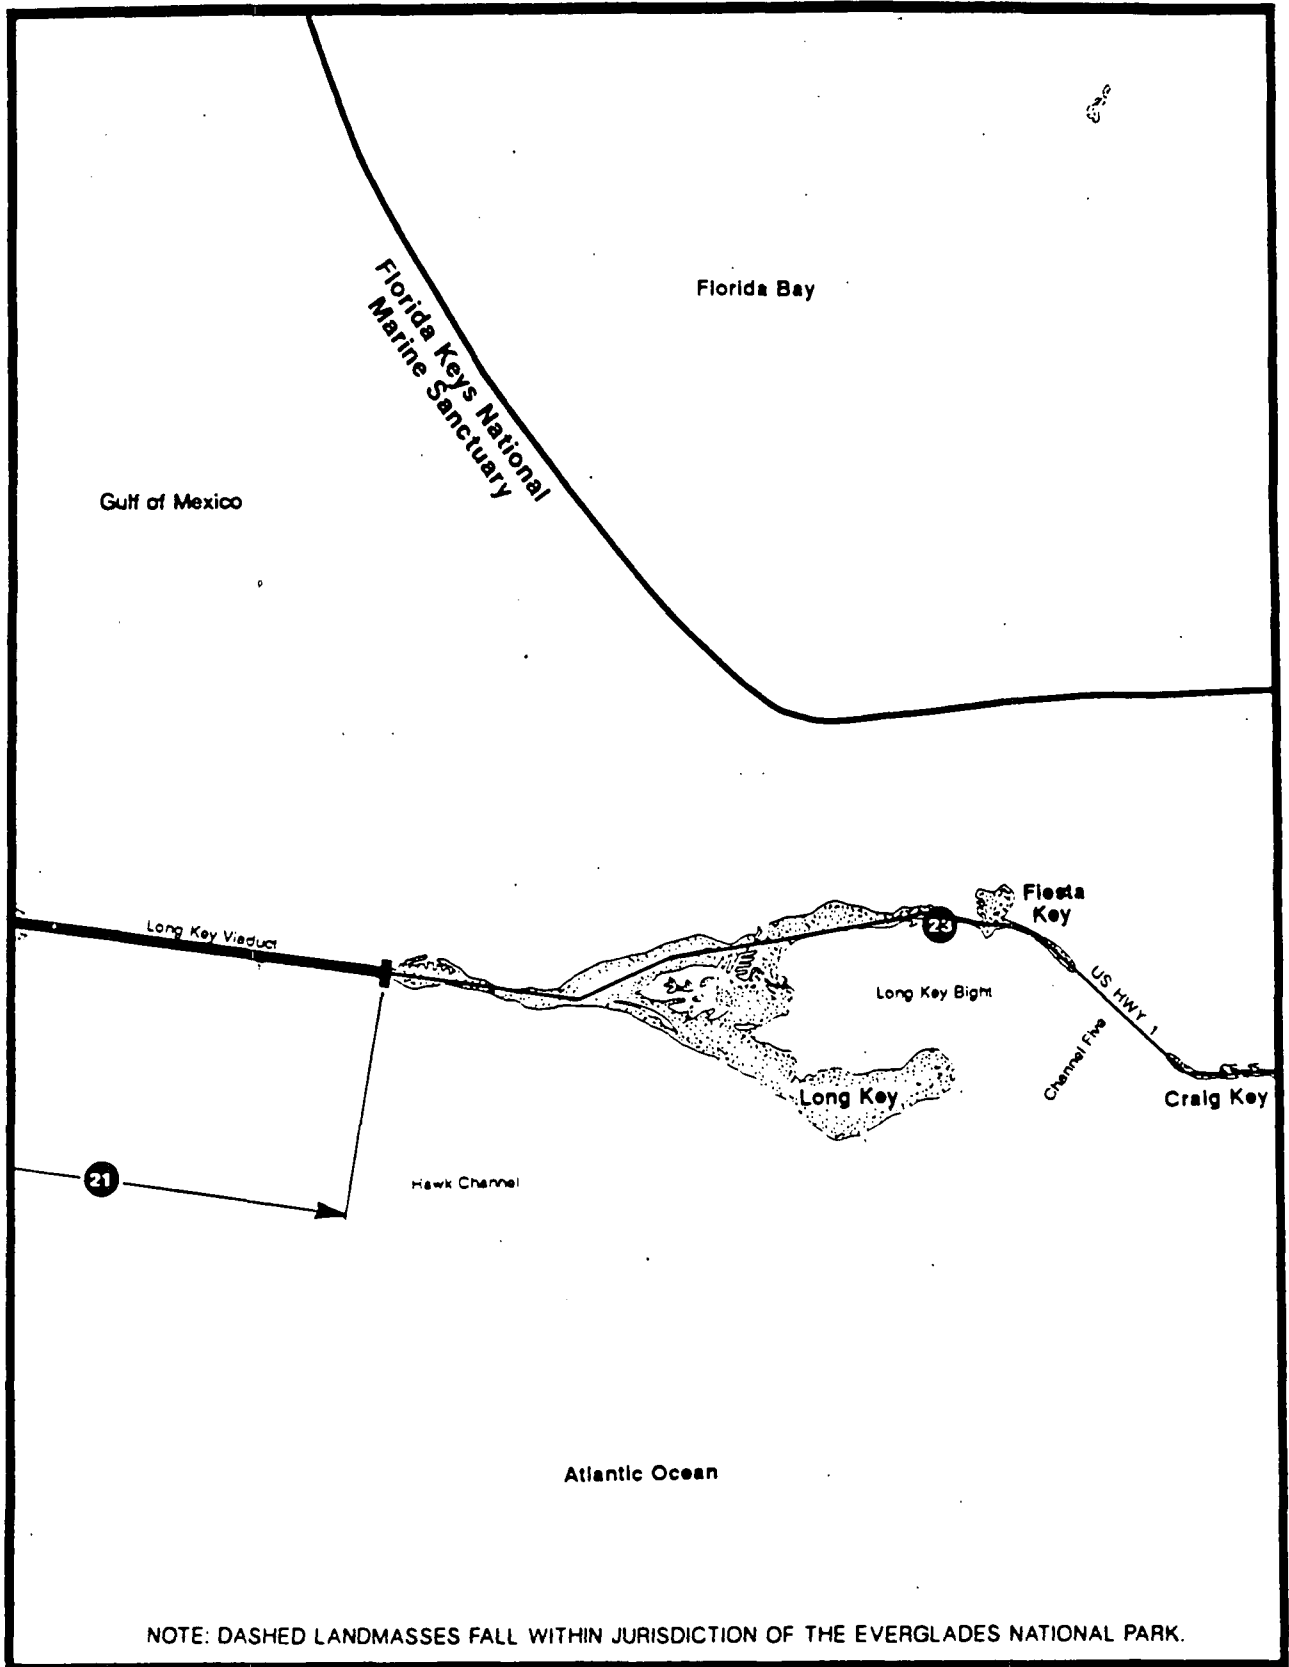 Florida Bay
Florida Keys National
Marine Sanctuary
Gulf of Mexico
Fiesta
Key
23
Long Key Viaduct
US HWY 1
Long Key Bight
Channel Five
Long Key
Craig Key
21
Hawk Channel
Atlantic Ocean
NOTE: DASHED LANDMASSES FALL WITHIN JURISDICTION OF THE EVERGLADES NATIONAL PARK.